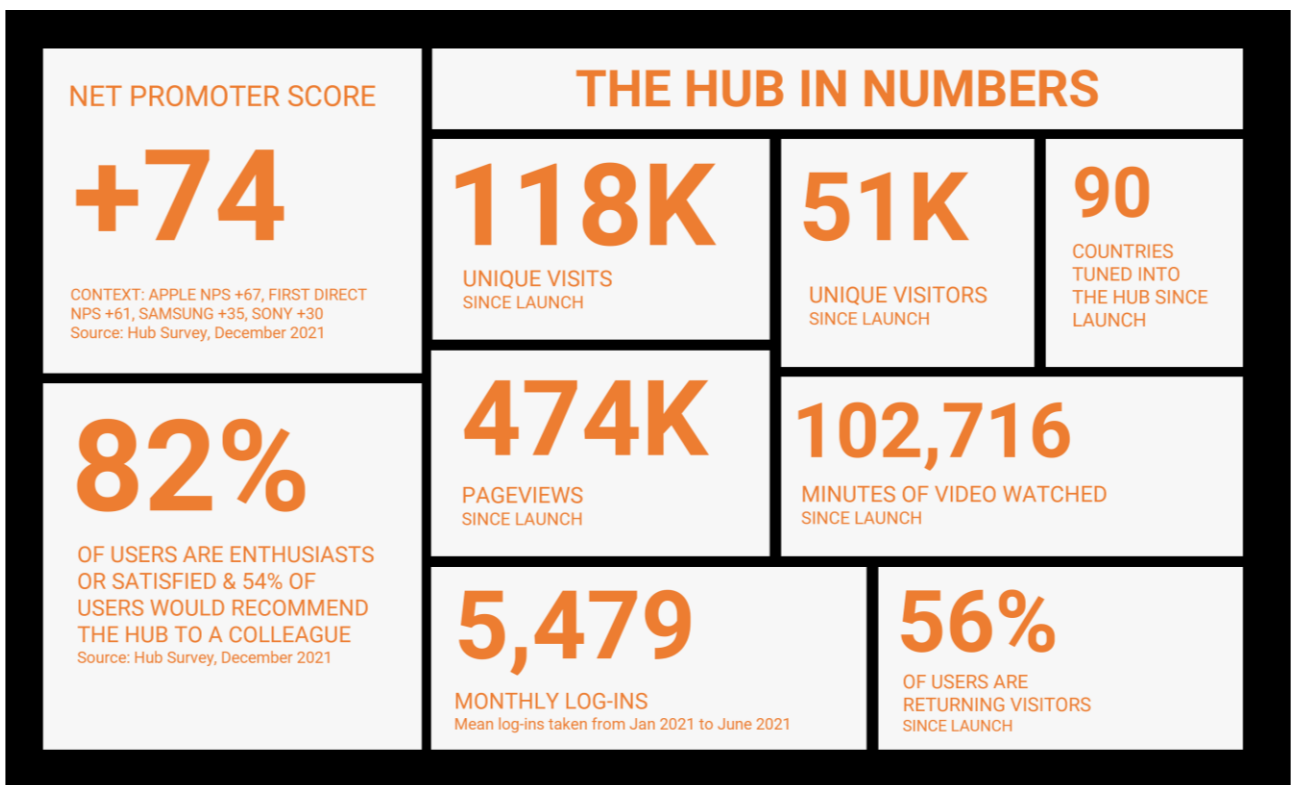 NET PROMOTER SCORE
+74
CONTEXT: APPLE NPS +67, FIRST DIRECT
NPS +61, SAMSUNG +35, SONY +30
Source: Hub Survey, December 2021
82%
OF USERS ARE ENTHUSIASTS
OR SATISFIED & 54% OF
USERS WOULD RECOMMEND
THE HUB TO A COLLEAGUE
Source: Hub Survey, December 2021
THE HUB IN NUMBERS
118K
UNIQUE VISITS
SINCE LAUNCH
51K
UNIQUE VISITORS
SINCE LAUNCH
90
COUNTRIES
TUNED INTO
THE HUB SINCE
LAUNCH
474K
PAGEVIEWS
SINCE LAUNCH
102,716
MINUTES OF VIDEO WATCHED
SINCE LAUNCH
5,479
MONTHLY LOG-INS
Mean log-ins taken from Jan 2021 to June 2021
56%
OF USERS ARE
RETURNING VISITORS
SINCE LAUNCH